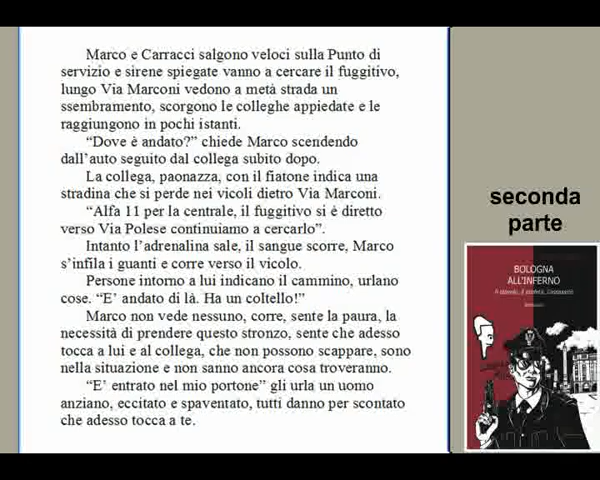 Marco e Carracci salgono veloci sulla Punto di
servizio e sirene spiegate vanno a cercare il fuggitivo,
lungo Via Marconi vedono a metà strada un
ssembramento, scorgono le colleghe appiedate e le
raggiungono in pochi istanti.
“Dove è andato?” chiede Marco scendendo
dall’auto seguito dal collega subito dopo.
La collega, paonazza, con il fiatone indica una
stradina che si perde nei vicoli dietro Via Marconi.
“Alfa 11 per la centrale, il fuggitivo si è diretto
verso Via Polese continuiamo a cercarlo”.
Intanto l’adrenalina sale, il sangue scorre, Marco
s’infila i guanti e corre verso il vicolo.
Persone intorno a lui indicano il cammino, urlano
cose. “E’ andato di là. Ha un coltello!”
Marco non vede nessuno, corre, sente la paura, la
necessità di prendere questo stronzo, sente che adesso
tocca a lui e al collega, che non possono scappare, sono
nella situazione e non sanno ancora cosa troveranno.
“E’ entrato nel mio portone” gli urla un uomo
anziano, eccitato e spaventato, tutti danno per scontato
che adesso tocca a te.
seconda
parte
BOLOGNA
ALL'INFERNO